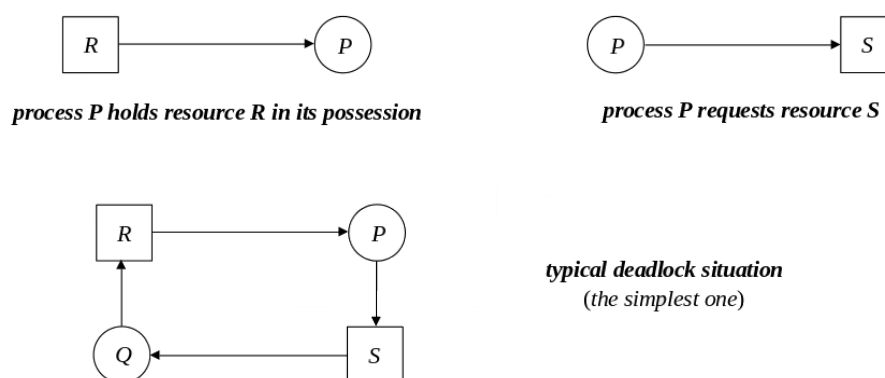 R
P
P
S
process P holds resource R in its possession
process P requests resource S
R
P
typical deadlock situation
(the simplest one)
Q
S